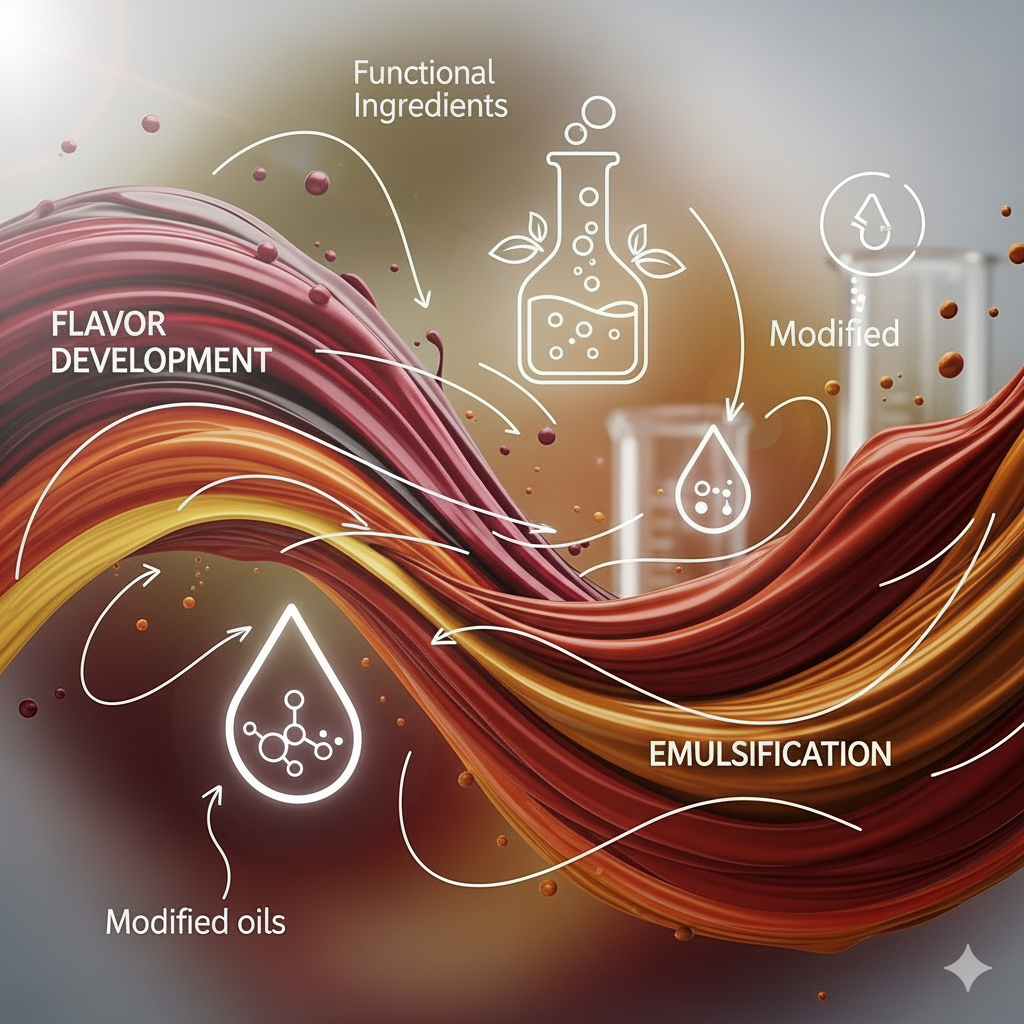 Functional
Ingredients
Modified
FLAVOR
DEVELOPMENT
EMULSIFICATION
Modified oils